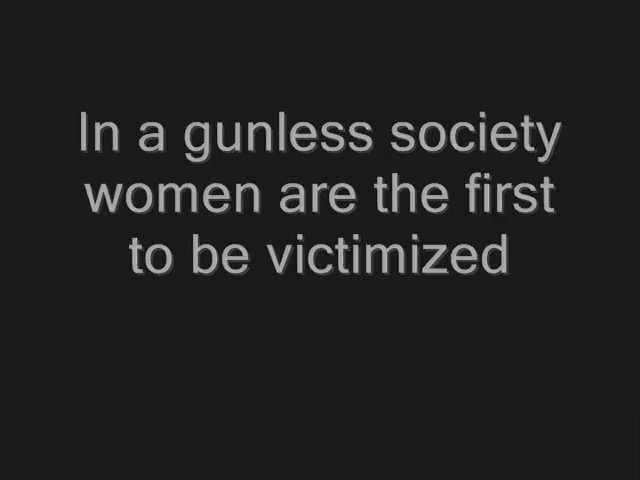 In a gunless society
women are the first
to be victimized